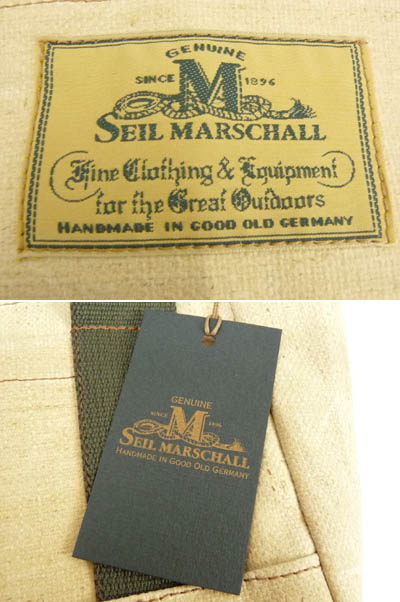 GENUINE
SINCE M 1896
SEIL MARSCHALL
Fine Clothing & Equipment
for the Great Outdoors
HANDMADE IN GOOD OLD GERMANY
GENUINE
SINCE M 1896
SEIL MARSCHALL
HANDMADE IN GOOD OLD GERMANY